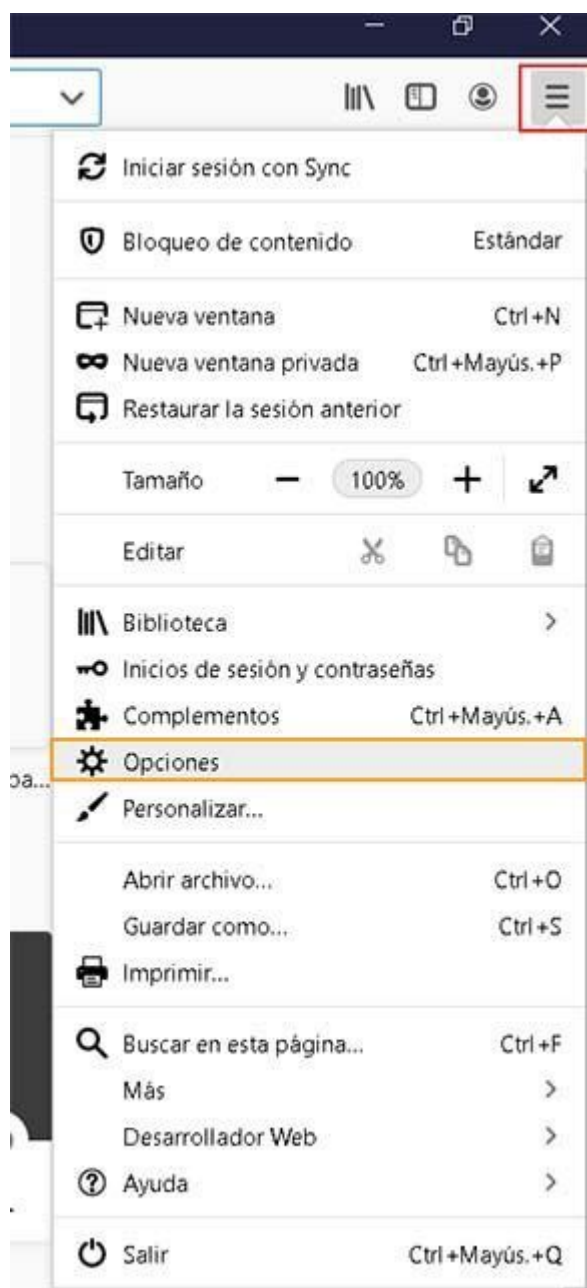 Iniciar sesión con Sync
Bloqueo de contenido Estándar
Nueva ventana Ctrl+N
Nueva ventana privada Ctrl+Mayús.+P
Restaurar la sesión anterior
Tamaño 100%
Editar
Biblioteca
Inicios de sesión y contraseñas
Complementos Ctrl+Mayús.+A
Opciones
pa...
Personalizar...
Abrir archivo... Ctrl+O
Guardar como... Ctrl+S
Imprimir...
Buscar en esta página... Ctrl+F
Más
Desarrollador Web
Ayuda
Salir Ctrl+Mayús.+Q